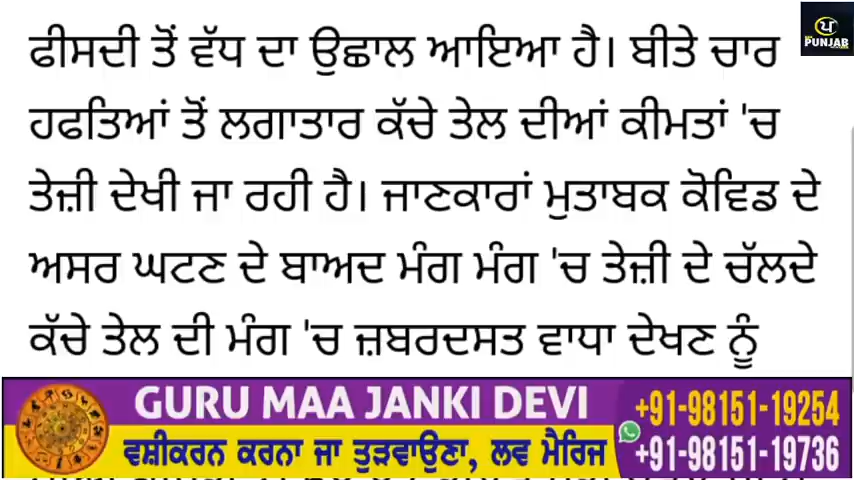 ਪ
PUNJAB
ਫੀਸਦੀ ਤੋਂ ਵੱਧ ਦਾ ਉਛਾਲ ਆਇਆ ਹੈ। ਬੀਤੇ ਚਾਰ
ਹਫਤਿਆਂ ਤੋਂ ਲਗਾਤਾਰ ਕੱਚੇ ਤੇਲ ਦੀਆਂ ਕੀਮਤਾਂ 'ਚ
ਤੇਜ਼ੀ ਦੇਖੀ ਜਾ ਰਹੀ ਹੈ। ਜਾਣਕਾਰਾਂ ਮੁਤਾਬਕ ਕੋਵਿਡ ਦੇ
ਅਸਰ ਘਟਣ ਦੇ ਬਾਅਦ ਮੰਗ ਮੰਗ 'ਚ ਤੇਜ਼ੀ ਦੇ ਚੱਲਦੇ
ਕੱਚੇ ਤੇਲ ਦੀ ਮੰਗ 'ਚ ਜ਼ਬਰਦਸਤ ਵਾਧਾ ਦੇਖਣ ਨੂੰ
GURU MAA JANKI DEVI
ਵਸ਼ੀਕਰਨ ਕਰਨਾ ਜਾ ਤੁੜਵਾਉਣਾ, ਲਵ ਮੈਰਿਜ
+91-98151-19254
+91-98151-19736